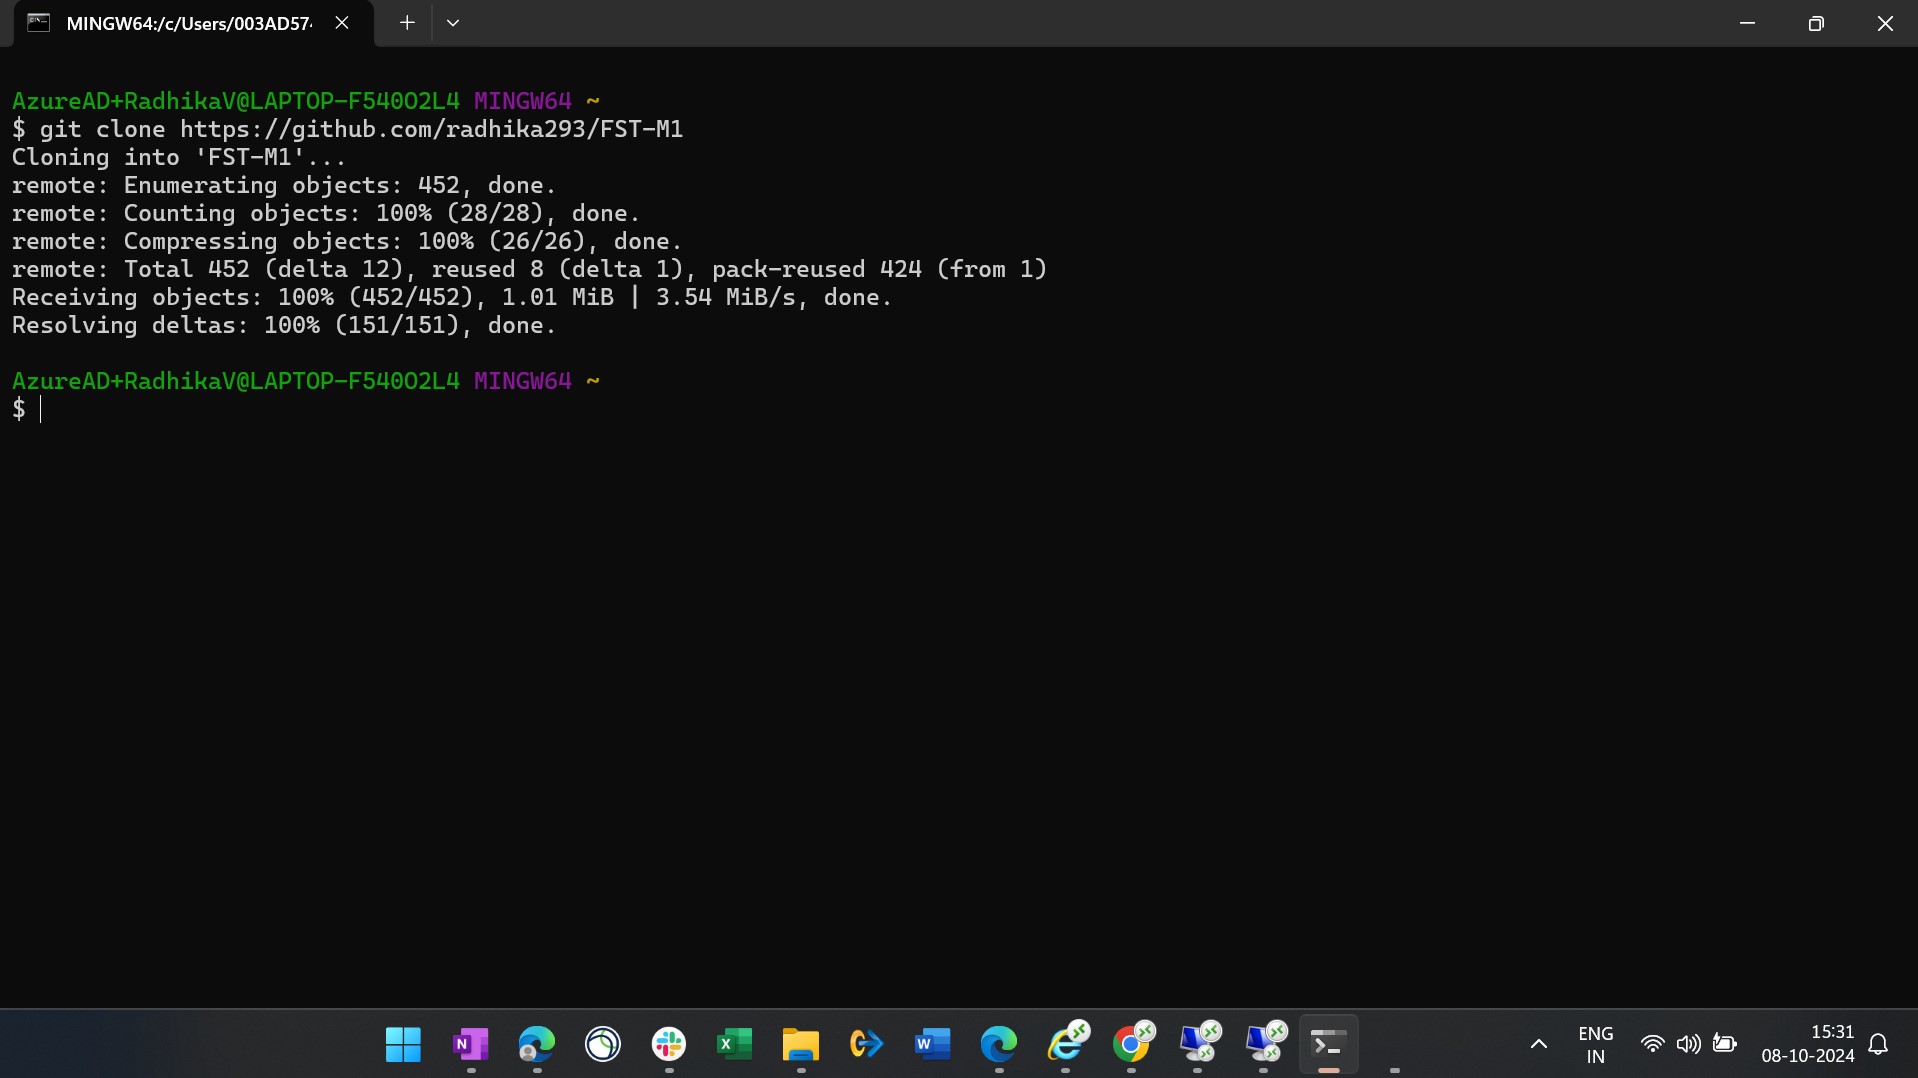 MINGW64:/c/Users/003AD574
AzureAD+RadhikaV@LAPTOP-F540O2L4 MINGW64 ~
$ git clone https://github.com/radhika293/FST-M1
Cloning into 'FST-M1'...
remote: Enumerating objects: 452, done.
remote: Counting objects: 100% (28/28), done.
remote: Compressing objects: 100% (26/26), done.
remote: Total 452 (delta 12), reused 8 (delta 1), pack-reused 424 (from 1)
Receiving objects: 100% (452/452), 1.01 MiB | 3.54 MiB/s, done.
Resolving deltas: 100% (151/151), done.
AzureAD+RadhikaV@LAPTOP-F540O2L4 MINGW64 ~
$
ENG
IN
15:31
08-10-2024